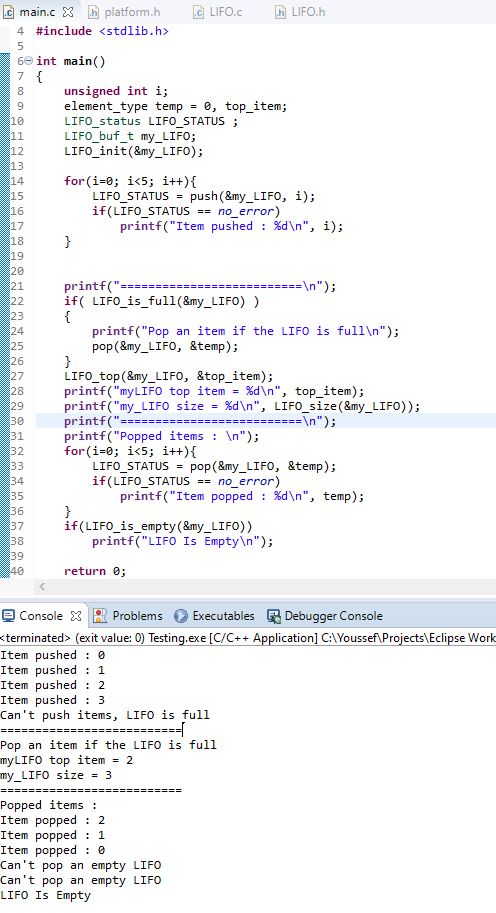 main.c platform.h LIFO.c LIFO.h
4 #include <stdlib.h>
5
6 int main()
7 {
8 unsigned int i;
9 element_type temp = 0, top_item;
10 LIFO_status LIFO_STATUS ;
11 LIFO_buf_t my_LIFO;
12 LIFO_init(&my_LIFO);
13
14 for(i=0; i<5; i++){
15 LIFO_STATUS = push(&my_LIFO, i);
16 if(LIFO_STATUS == no_error)
17 printf("Item pushed : %d\n", i);
18 }
19
20
21 printf("==========================\n");
22 if( LIFO_is_full(&my_LIFO) )
23 {
24 printf("Pop an item if the LIFO is full\n");
25 pop(&my_LIFO, &temp);
26 }
27 LIFO_top(&my_LIFO, &top_item);
28 printf("myLIFO top item = %d\n", top_item);
29 printf("my_LIFO size = %d\n", LIFO_size(&my_LIFO));
30 printf("==========================\n");
31 printf("Popped items : \n");
32 for(i=0; i<5; i++){
33 LIFO_STATUS = pop(&my_LIFO, &temp);
34 if(LIFO_STATUS == no_error)
35 printf("Item popped : %d\n", temp);
36 }
37 if(LIFO_is_empty(&my_LIFO))
38 printf("LIFO Is Empty\n");
39
40 return 0;
Console Problems Executables Debugger Console
<terminated> (exit value: 0) Testing.exe [C/C++ Application] C:\Youssef\Projects\Eclipse Work
Item pushed : 0
Item pushed : 1
Item pushed : 2
Item pushed : 3
Can't push items, LIFO is full
==========================
Pop an item if the LIFO is full
myLIFO top item = 2
my_LIFO size = 3
==========================
Popped items :
Item popped : 2
Item popped : 1
Item popped : 0
Can't pop an empty LIFO
Can't pop an empty LIFO
LIFO Is Empty